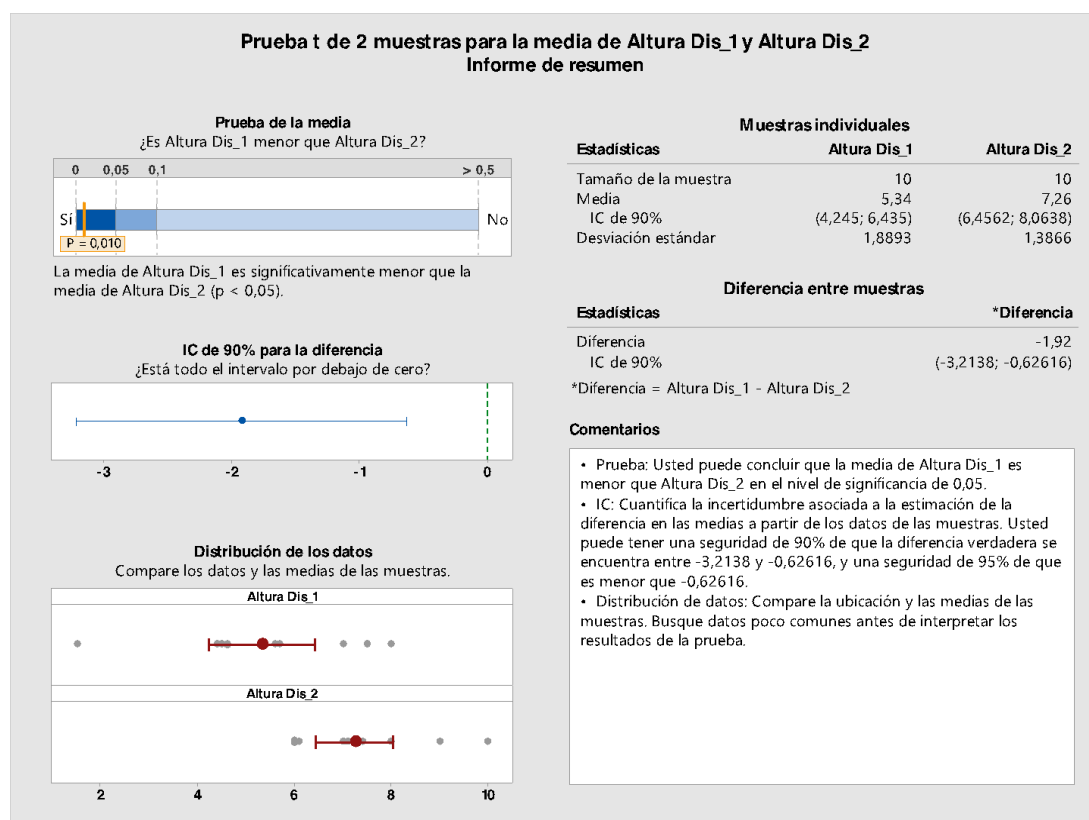 Prueba t de 2 muestras para la media de Altura Dis_1 y Altura Dis_2
Informe de resumen
Prueba de la media
¿Es Altura Dis_1 menor que Altura Dis_2?
0 0,05 0,1 > 0,5
Sí No
P = 0,010
La media de Altura Dis_1 es significativamente menor que la
media de Altura Dis_2 (p < 0,05).
IC de 90% para la diferencia
¿Está todo el intervalo por debajo de cero?
-3 -2 -1 0
Distribución de los datos
Compare los datos y las medias de las muestras.
Altura Dis_1
Altura Dis_2
2 4 6 8 10
Muestras individuales
Estadísticas Altura Dis_1 Altura Dis_2
Tamaño de la muestra 10 10
Media 5,34 7,26
IC de 90% (4,245; 6,435) (6,4562; 8,0638)
Desviación estándar 1,8893 1,3866
Diferencia entre muestras
Estadísticas *Diferencia
Diferencia -1,92
IC de 90% (-3,2138; -0,62616)
*Diferencia = Altura Dis_1 - Altura Dis_2
Comentarios
• Prueba: Usted puede concluir que la media de Altura Dis_1 es
menor que Altura Dis_2 en el nivel de significancia de 0,05.
• IC: Cuantifica la incertidumbre asociada a la estimación de la
diferencia en las medias a partir de los datos de las muestras. Usted
puede tener una seguridad de 90% de que la diferencia verdadera se
encuentra entre -3,2138 y -0,62616, y una seguridad de 95% de que
es menor que -0,62616.
• Distribución de datos: Compare la ubicación y las medias de las
muestras. Busque datos poco comunes antes de interpretar los
resultados de la prueba.